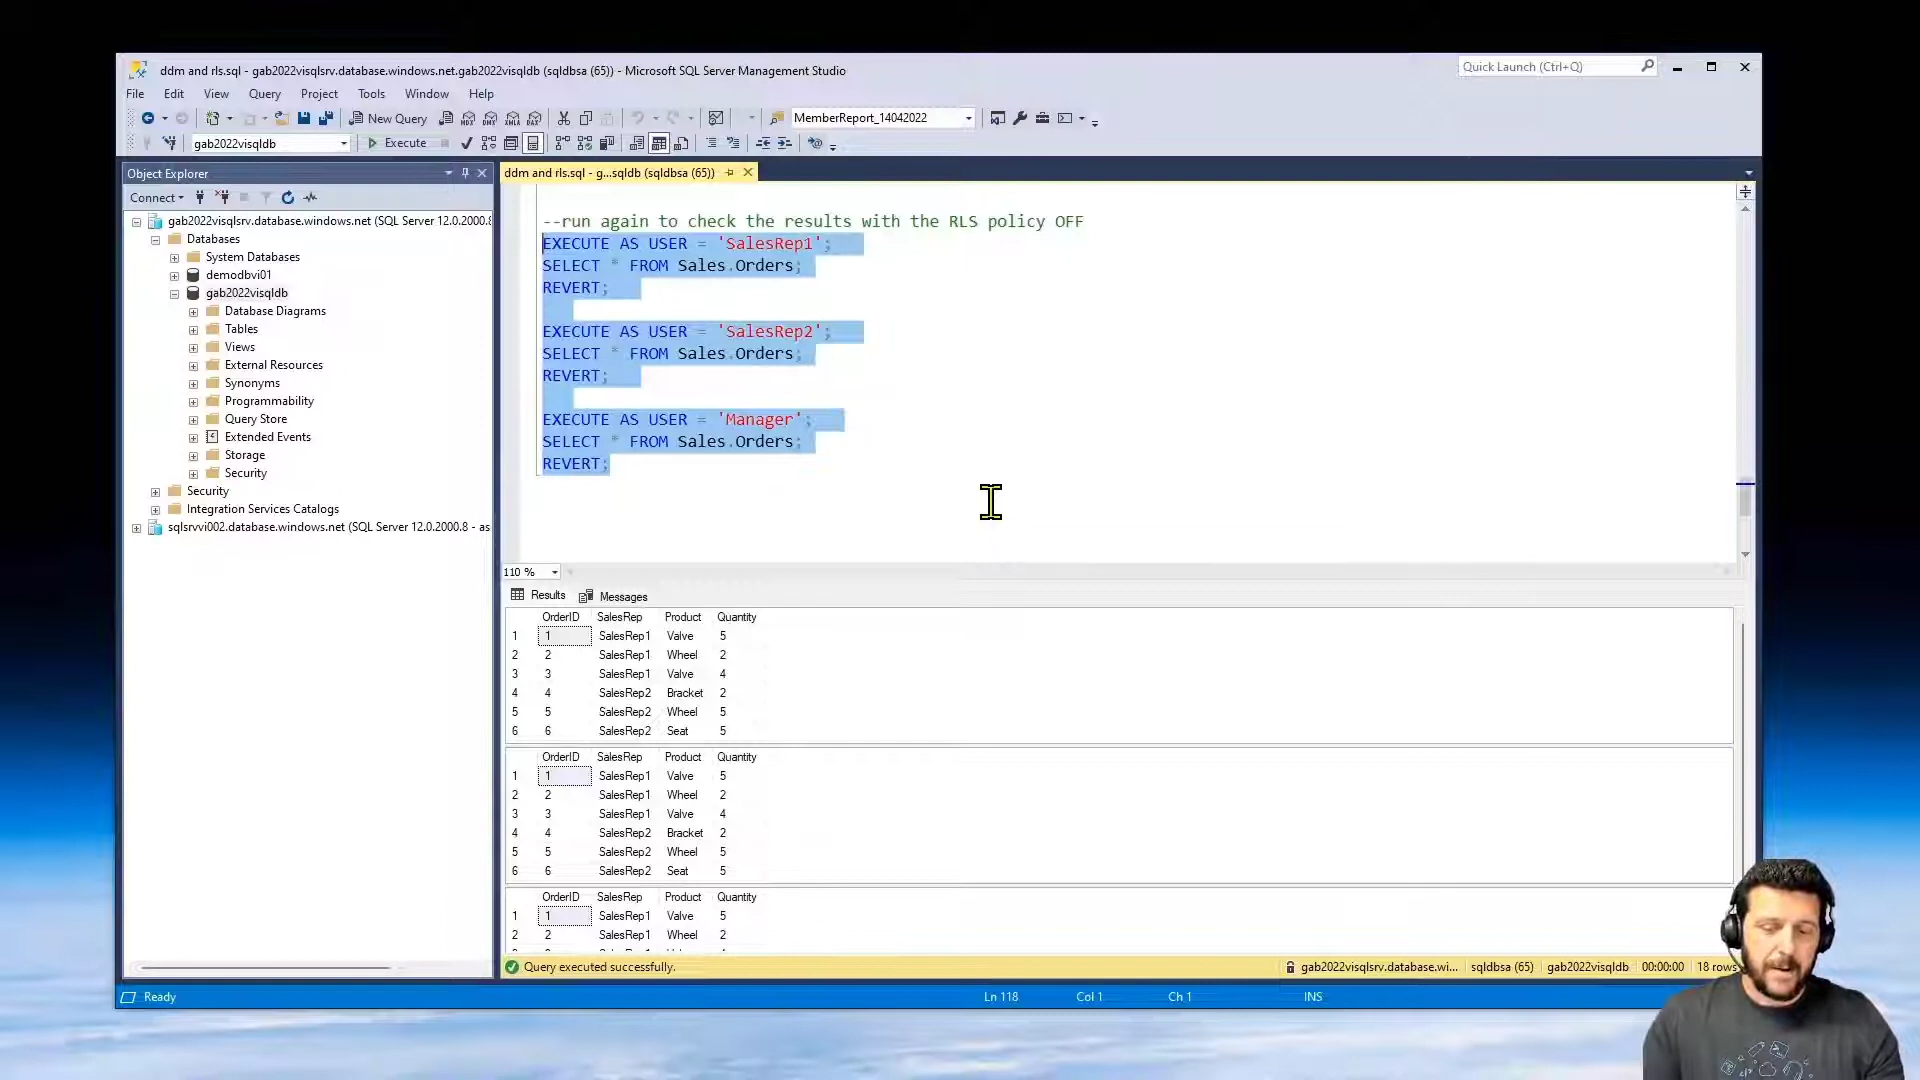 ddm and rls.sql - gab2022visqlsrv.database.windows.net.gab2022visqldb (sqldbsa (65)) - Microsoft SQL Server Management Studio
Quick Launch (Ctrl+Q)
File Edit View Query Project Tools Window Help
New Query MDX DMX XMLA DAX MemberReport_14042022
gab2022visqldb Execute
Object Explorer
Connect
gab2022visqlsrv.database.windows.net (SQL Server 12.0.2000.8
Databases
System Databases
demodbvi01
gab2022visqldb
Database Diagrams
Tables
Views
External Resources
Synonyms
Programmability
Query Store
Extended Events
Storage
Security
Security
Integration Services Catalogs
sqlsrvvi002.database.windows.net (SQL Server 12.0.2000.8 - as
ddm and rls.sql - g...sqldb (sqldbsa (65))
--run again to check the results with the RLS policy OFF
EXECUTE AS USER = 'SalesRep1';
SELECT * FROM Sales.Orders;
REVERT;
EXECUTE AS USER = 'SalesRep2';
SELECT * FROM Sales.Orders;
REVERT;
EXECUTE AS USER = 'Manager';
SELECT * FROM Sales.Orders;
REVERT;
110 %
Results Messages
OrderID SalesRep Product Quantity
1 1 SalesRep1 Valve 5
2 2 SalesRep1 Wheel 2
3 3 SalesRep1 Valve 4
4 4 SalesRep2 Bracket 2
5 5 SalesRep2 Wheel 5
6 6 SalesRep2 Seat 5
OrderID SalesRep Product Quantity
1 1 SalesRep1 Valve 5
2 2 SalesRep1 Wheel 2
3 3 SalesRep1 Valve 4
4 4 SalesRep2 Bracket 2
5 5 SalesRep2 Wheel 5
6 6 SalesRep2 Seat 5
OrderID SalesRep Product Quantity
1 1 SalesRep1 Valve 5
2 2 SalesRep1 Wheel 2
Query executed successfully. gab2022visqlsrv.database.wi... sqldbsa (65) gab2022visqldb 00:00:00 18 rows
Ready Ln 118 Col 1 Ch 1 INS